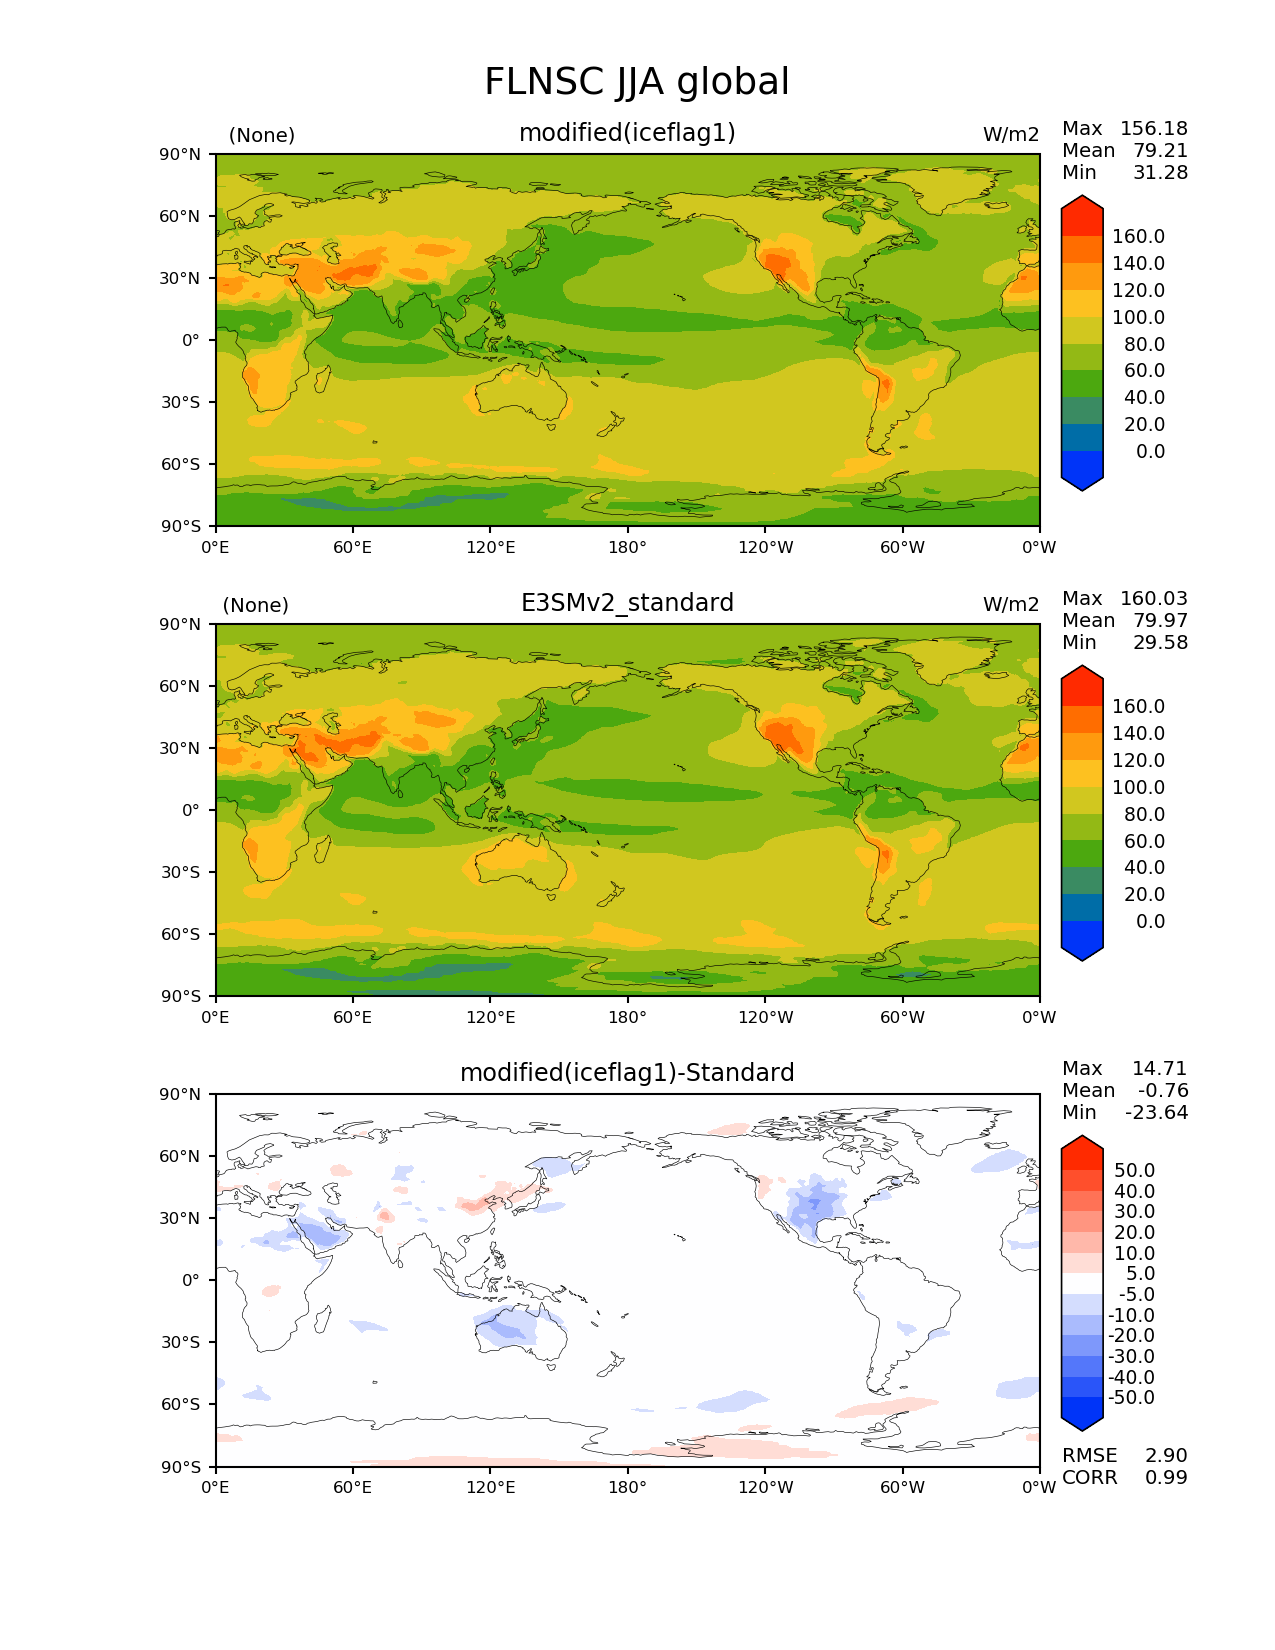 FLNSC JJA global
(None) modified(iceflag1) W/m2
Max 156.18
Mean 79.21
Min 31.28
90°N
60°N
30°N
0°
30°S
60°S
90°S
0°E 60°E 120°E 180° 120°W 60°W 0°W
160.0
140.0
120.0
100.0
80.0
60.0
40.0
20.0
0.0
(None) E3SMv2_standard W/m2
Max 160.03
Mean 79.97
Min 29.58
90°N
60°N
30°N
0°
30°S
60°S
90°S
0°E 60°E 120°E 180° 120°W 60°W 0°W
160.0
140.0
120.0
100.0
80.0
60.0
40.0
20.0
0.0
modified(iceflag1)-Standard
Max 14.71
Mean -0.76
Min -23.64
90°N
60°N
30°N
0°
30°S
60°S
90°S
0°E 60°E 120°E 180° 120°W 60°W 0°W
50.0
40.0
30.0
20.0
10.0
5.0
-5.0
-10.0
-20.0
-30.0
-40.0
-50.0
RMSE 2.90
CORR 0.99